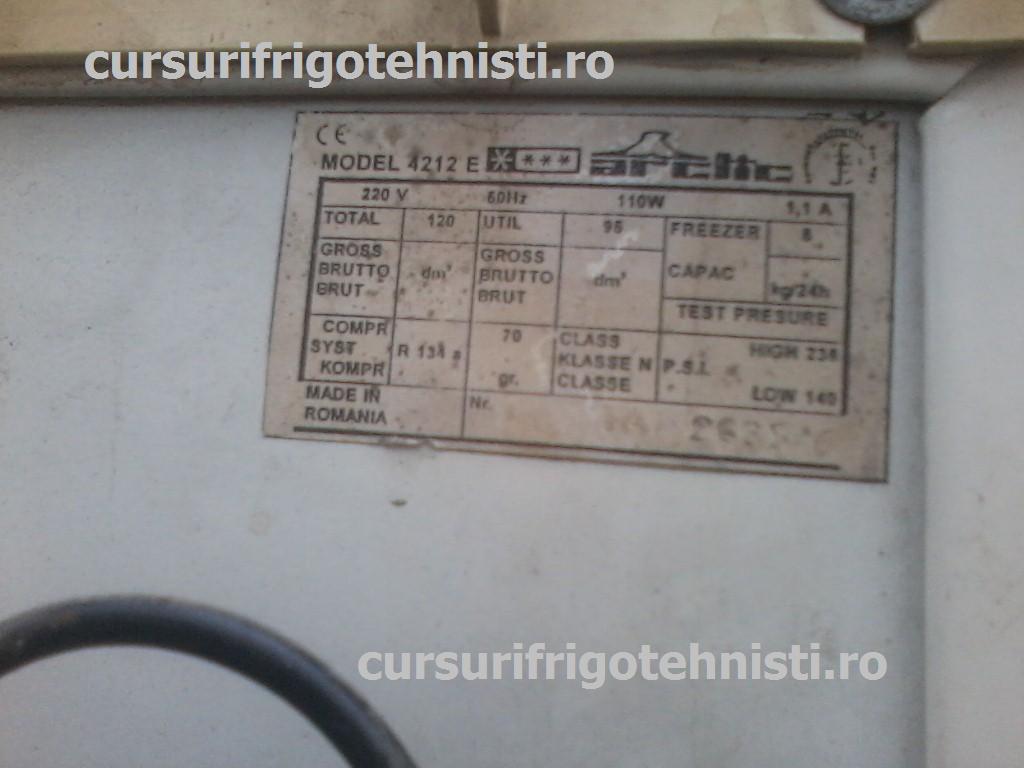 cursurifrigotehnisti.ro
CE
MODEL 4212 E **** arctic
220 V 60Hz 110W 1,1 A
TOTAL 120 UTIL 95 FREEZER 8
GROSS BRUTTO BRUT dm³ GROSS BRUTTO BRUT dm³ CAPAC kg/24h
TEST PRESURE
COMPR SYST KOMPR R 134 a 70 gr. CLASS KLASSE N CLASSE P.S.I. HIGH 236
LOW 140
MADE IN ROMANIA Nr.
cursurifrigotehnisti.ro